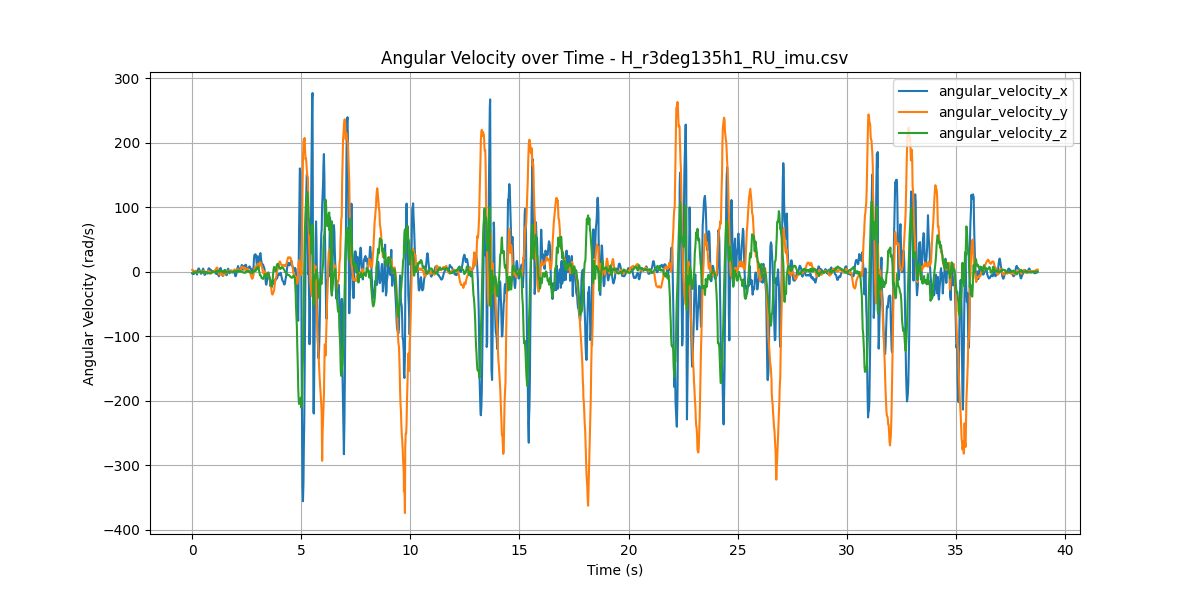 Angular Velocity over Time - H_r3deg135h1_RU_imu.csv
angular_velocity_x
angular_velocity_y
angular_velocity_z
Angular Velocity (rad/s)
300
200
100
0
−100
−200
−300
−400
0 5 10 15 20 25 30 35 40
Time (s)